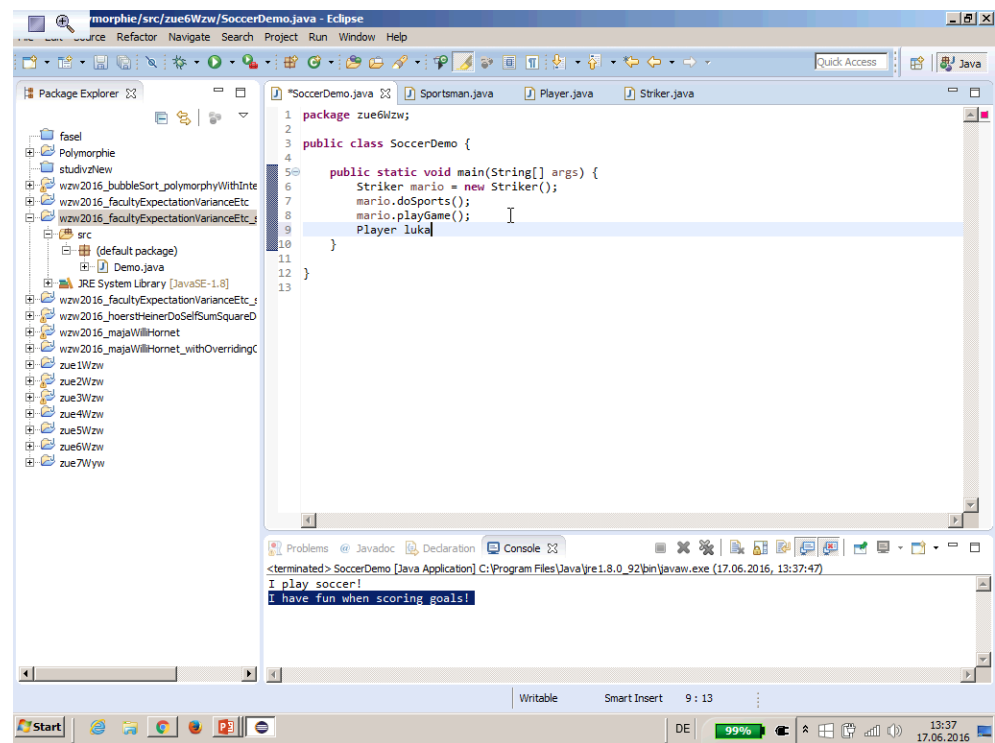 ymorphie/src/zue6Wzw/SoccerDemo.java - Eclipse
Refactor Navigate Search Project Run Window Help
Quick Access
Java
Package Explorer
*SoccerDemo.java Sportsman.java Player.java Striker.java
fasel
Polymorphie
studivzNew
wzw2016_bubbleSort_polymorphyWithInte
wzw2016_facultyExpectationVarianceEtc
wzw2016_facultyExpectationVarianceEtc_s
src
(default package)
Demo.java
JRE System Library [JavaSE-1.8]
wzw2016_facultyExpectationVarianceEtc_s
wzw2016_hoerstHeinerDoSelfSumSquareD
wzw2016_majaWilliHornet
wzw2016_majaWilliHornet_withOverridingC
zue1Wzw
zue2Wzw
zue3Wzw
zue4Wzw
zue5Wzw
zue6Wzw
zue7Wyw
1 package zue6Wzw;
2
3 public class SoccerDemo {
4
5 public static void main(String[] args) {
6 Striker mario = new Striker();
7 mario.doSports();
8 mario.playGame();
9 Player luka
10 }
11
12 }
13
Problems @ Javadoc Declaration Console
<terminated> SoccerDemo [Java Application] C:\Program Files\Java\jre1.8.0_92\bin\javaw.exe (17.06.2016, 13:37:47)
I play soccer!
I have fun when scoring goals!
Writable Smart Insert 9 : 13
Start DE 99% 13:37
17.06.2016